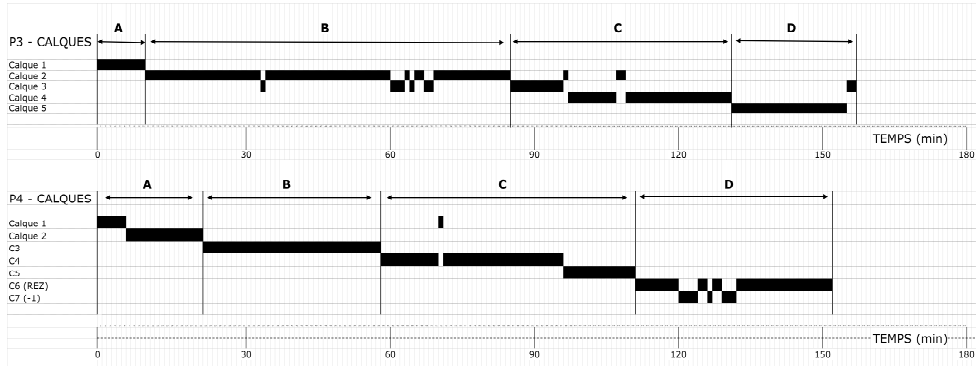 A B C D
P3 - CALQUES
Calque 1
Calque 2
Calque 3
Calque 4
Calque 5
TEMPS (min)
0 30 60 90 120 150 180
A B C D
P4 - CALQUES
Calque 1
Calque 2
C3
C4
C5
C6 (REZ)
C7 (-1)
TEMPS (min)
0 30 60 90 120 150 180